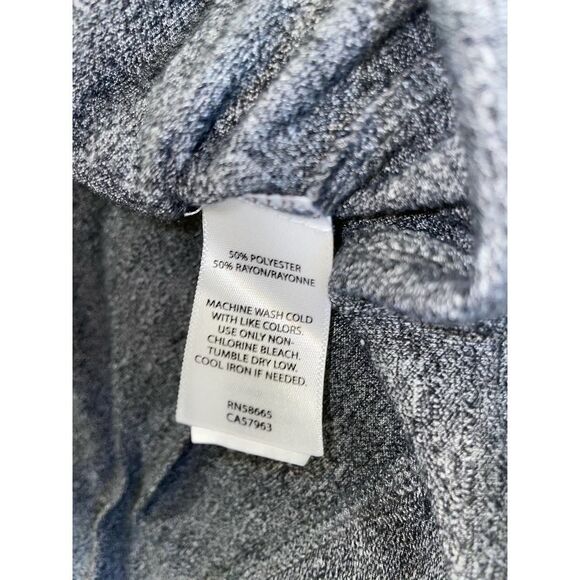 50% POLYESTER
50% RAYON/RAYONNE
MACHINE WASH COLD
WITH LIKE COLORS.
USE ONLY NON-
CHLORINE BLEACH.
TUMBLE DRY LOW.
COOL IRON IF NEEDED.
RN58665
CA57963